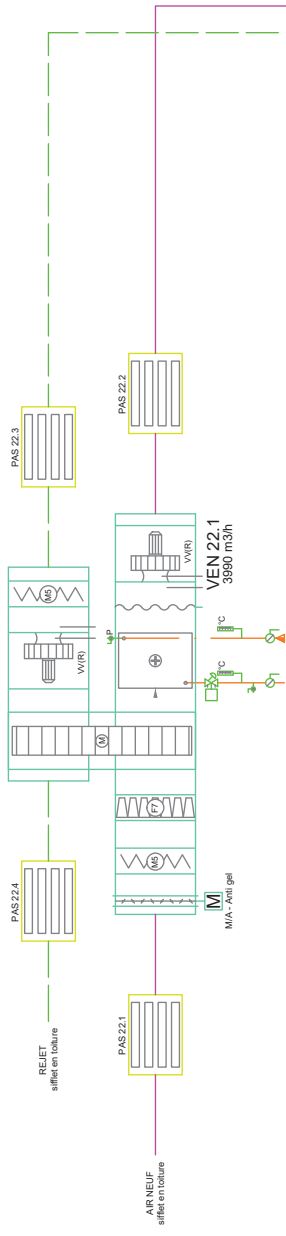 PAS 22.3
PAS 22.2
M5
VV(R)
VV(R)
VEN 22.1
3990 m3/h
P
°C
°C
M
F7
M5
PAS 22.4
M
M/A - Anti gel
PAS 22.1
REJET
sifflet en toiture
AIR NEUF
sifflet en toiture